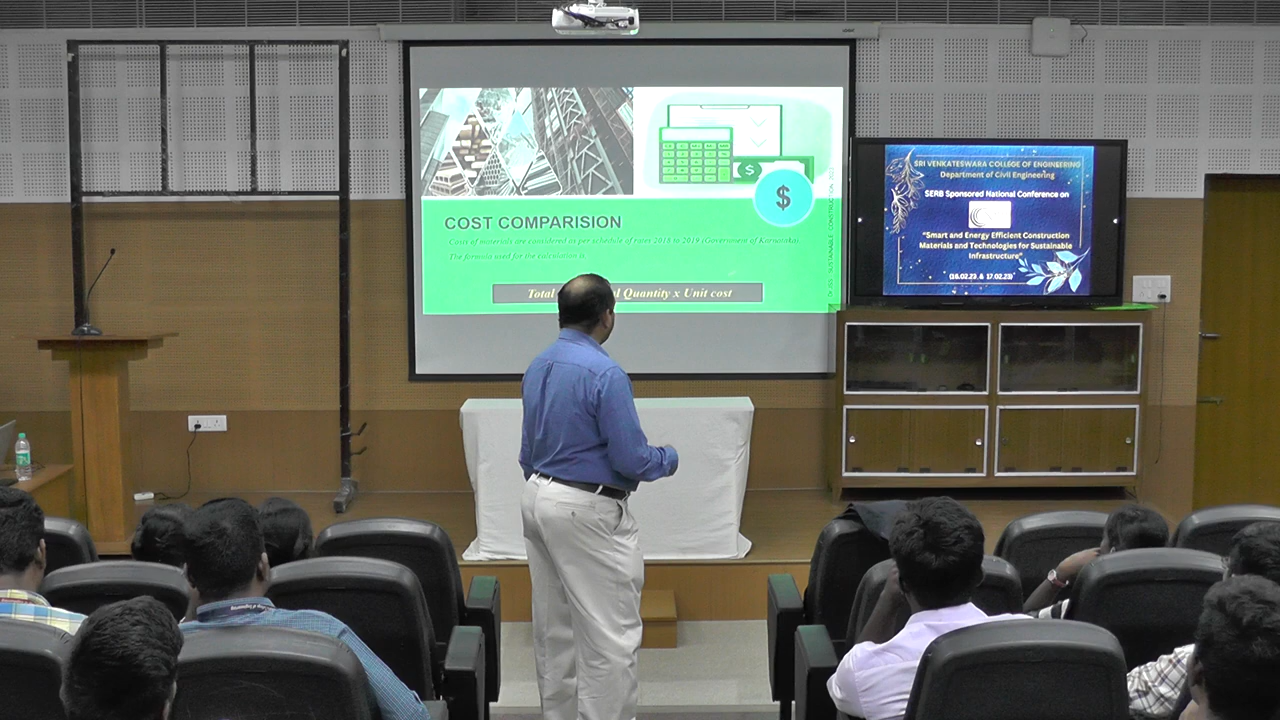 COST COMPARISION
Costs of materials are considered as per schedule of rates 2018 to 2019 (Government of Karnataka)
The formula used for the calculation is
Total l Quantity x Unit cost
SRI VENKATESWARA COLLEGE OF ENGINEERING
Department of Civil Engineering
SERB Sponsored National Conference on
"Smart and Energy Efficient Construction
Materials and Technologies for Sustainable
Infrastructure"
(16.02.23 & 17.02.23)